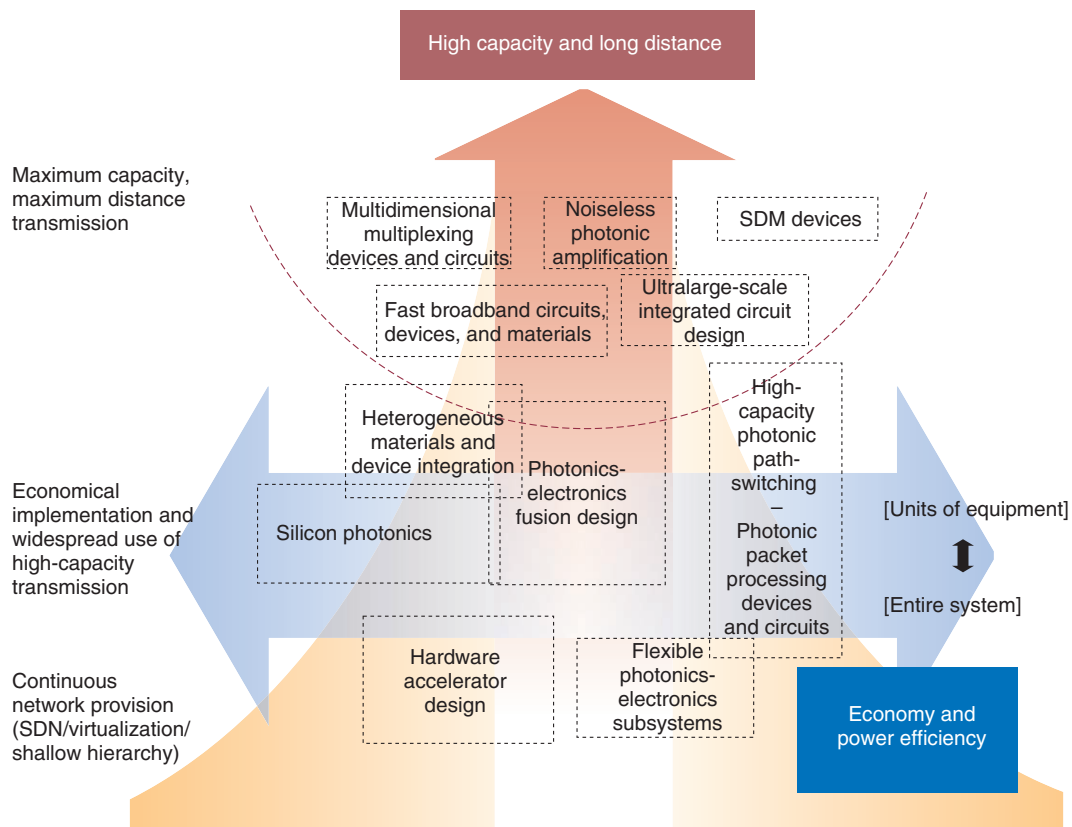 High capacity and long distance
Maximum capacity,
maximum distance
transmission
Multidimensional
multiplexing
devices and circuits
Noiseless
photonic
amplification
SDM devices
Fast broadband circuits,
devices, and materials
Ultralarge-scale
integrated circuit
design
Heterogeneous
materials and
device integration
Photonics-
electronics
fusion design
High-
capacity
photonic
path-
switching
–
Photonic
packet
processing
devices
and circuits
Economical
implementation and
widespread use of
high-capacity
transmission
Silicon photonics
[Units of equipment]
[Entire system]
Continuous
network provision
(SDN/virtualization/
shallow hierarchy)
Hardware
accelerator
design
Flexible
photonics-
electronics
subsystems
Economy and
power efficiency